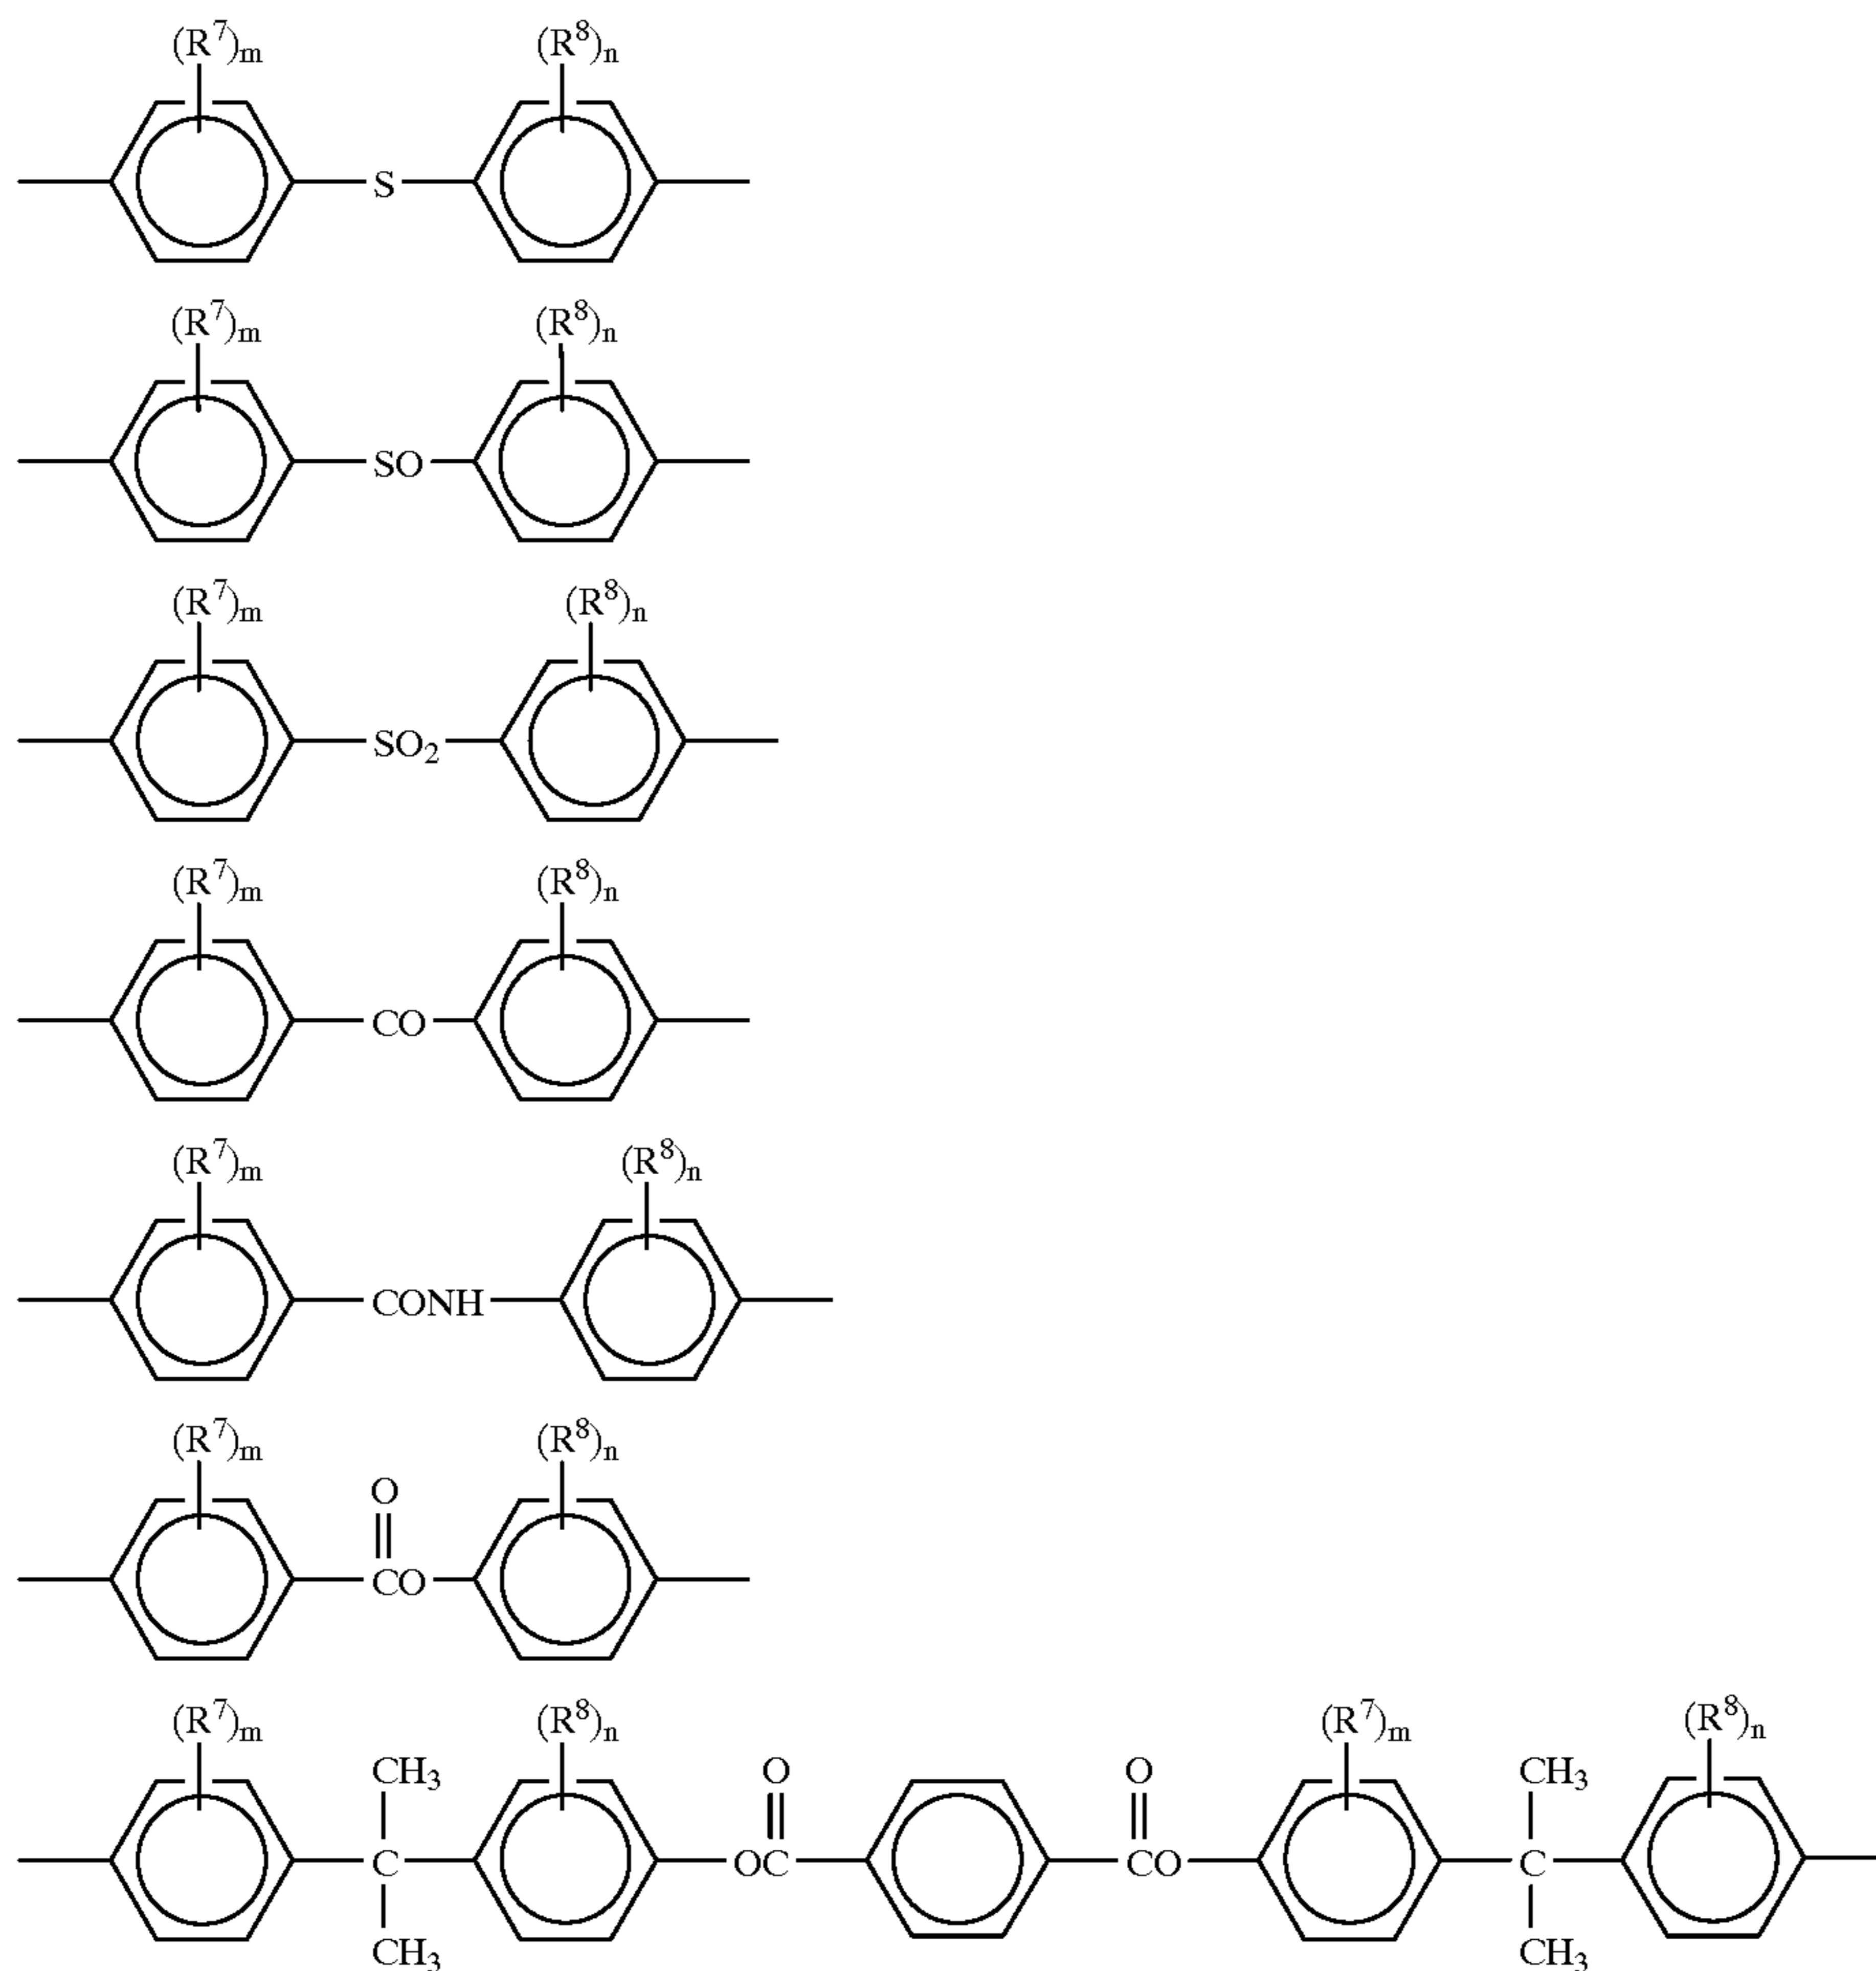 (R⁷)ₘ (R⁸)ₙ
S
(R⁷)ₘ (R⁸)ₙ
SO
(R⁷)ₘ (R⁸)ₙ
SO₂
(R⁷)ₘ (R⁸)ₙ
CO
(R⁷)ₘ (R⁸)ₙ
CONH
(R⁷)ₘ (R⁸)ₙ
O
CO
(R⁷)ₘ (R⁸)ₙ (R⁷)ₘ (R⁸)ₙ
CH₃ O O CH₃
C OC CO C
CH₃ CH₃